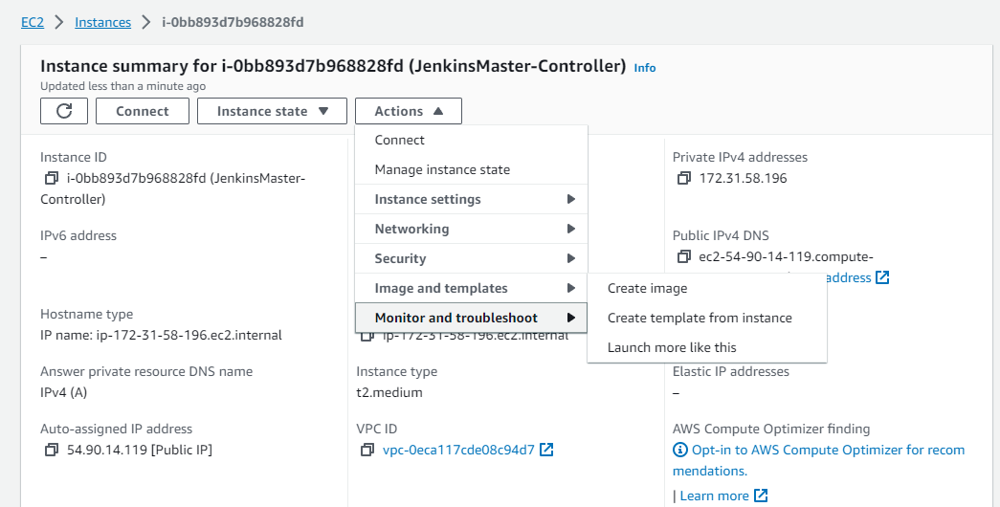 EC2 > Instances > i-0bb893d7b968828fd
Instance summary for i-0bb893d7b968828fd (JenkinsMaster-Controller) Info
Updated less than a minute ago
Connect
Instance state
Actions
Connect
Manage instance state
Instance settings
Networking
Security
Image and templates
Monitor and troubleshoot
Create image
Create template from instance
Launch more like this
Instance ID
i-0bb893d7b968828fd (JenkinsMaster-
Controller)
Private IPv4 addresses
172.31.58.196
IPv6 address
–
Public IPv4 DNS
ec2-54-90-14-119.compute-
address
Hostname type
IP name: ip-172-31-58-196.ec2.internal
ip-172-31-58-196.ec2.internal
Answer private resource DNS name
IPv4 (A)
Instance type
t2.medium
Elastic IP addresses
–
Auto-assigned IP address
54.90.14.119 [Public IP]
VPC ID
vpc-0eca117cde08c94d7
AWS Compute Optimizer finding
Opt-in to AWS Compute Optimizer for recom
mendations.
| Learn more